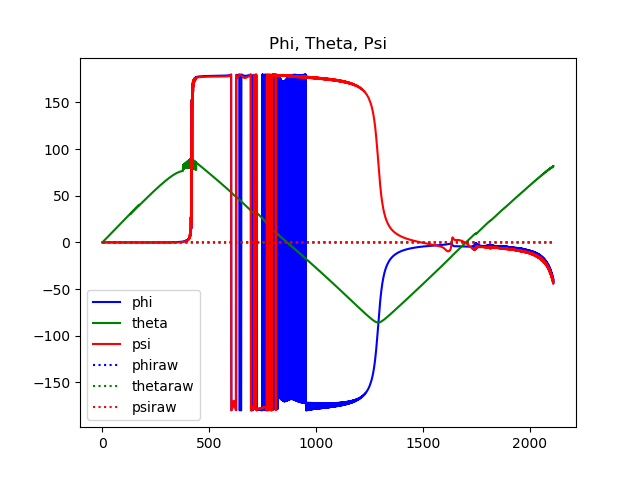 Phi, Theta, Psi
150
100
50
0
−50
−100
−150
phi
theta
psi
phiraw
thetaraw
psiraw
0
500
1000
1500
2000